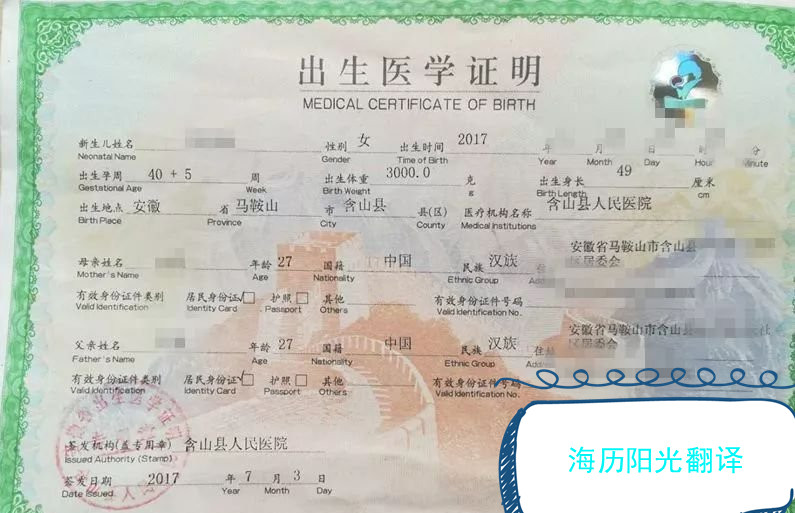 出生医学证明
MEDICAL CERTIFICATE OF BIRTH
新生儿姓名 性别 女 出生时间 2017 年 月 日 时 分
Neonatal Name Gender Time of Birth Year Month Day Hour Minute
出生孕周 40 + 5 周 出生体重 3000.0 克 出生身长 49 厘米
Gestational Age Week Birth Weight g Birth Length cm
出生地点 安徽 省 马鞍山 市 含山县 县(区) 医疗机构名称 含山县人民医院
Birth Place Province City County Medical Institutions
安徽省马鞍山市含山县
母亲姓名 年龄 27 国籍 中国 民族 汉族 居委会
Mother's Name Age Nationality Ethnic Group
有效身份证件类别 居民身份证 护照 其他 有效身份证件号码
Valid Identification Identity Card Passport Others Valid Identification No.
安徽省马鞍山市含山县
父亲姓名 年龄 27 国籍 中国 民族 汉族 住址 居委会
Father's Name Age Nationality Ethnic Group
有效身份证件类别 居民身份证 护照 其他 有效身份证件号码
Valid Identification Identity Card Passport Others Valid Identification No.
签发机构(盖专用章) 含山县人民医院
Issued Authority (Stamp)
签发日期 2017 年 7 月 3 日
Date Issued Year Month Day
海历阳光翻译